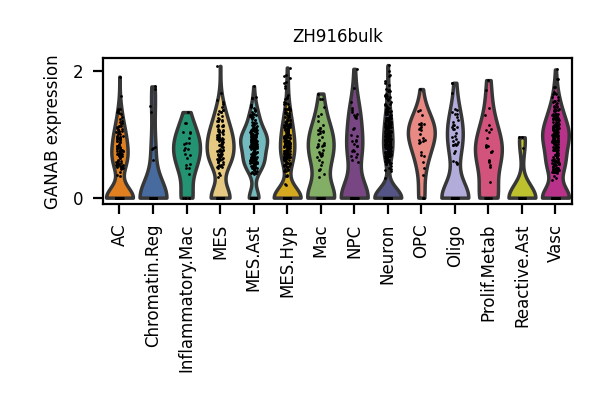 ZH916bulk
GANAB expression
2
0
AC
Chromatin.Reg
Inflammatory.Mac
MES
MES.Ast
MES.Hyp
Mac
NPC
Neuron
OPC
Oligo
Prolif.Metab
Reactive.Ast
Vasc